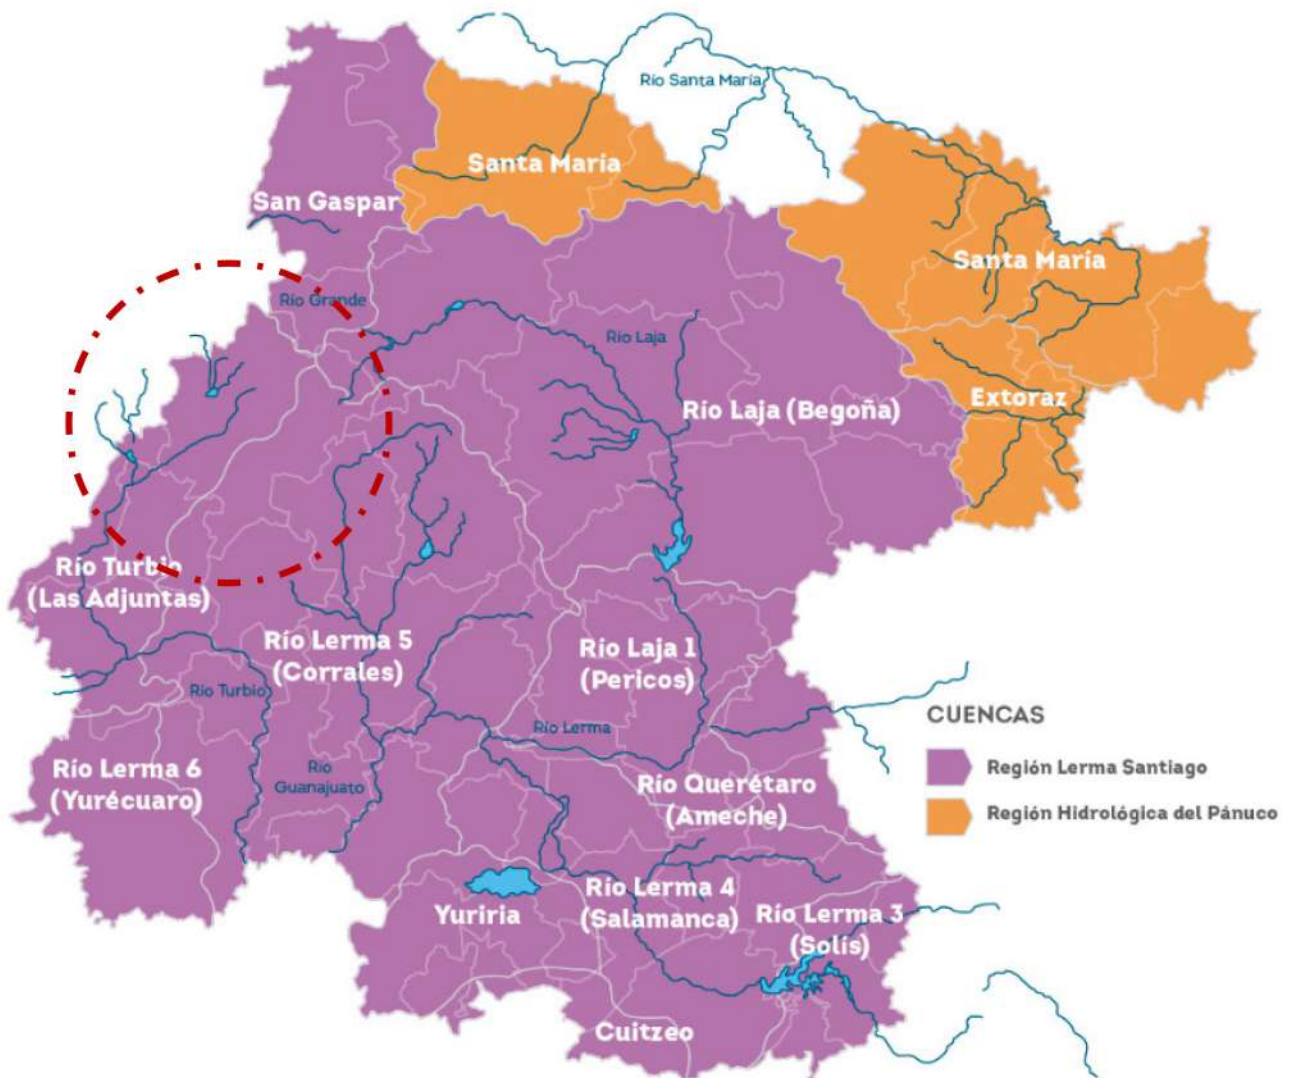 Río Santa María
Santa María
San Gaspar
Santa María
Río Grande
Río Laja
Extoraz
Río Laja (Begoña)
Río Turbio
(Las Adjuntas)
Río Lerma 5
(Corrales)
Río Laja 1
(Pericos)
Río Turbio
Río Lerma
CUENCAS
Región Lerma Santiago
Región Hidrológica del Pánuco
Río Lerma 6
(Yurécuaro)
Río
Guanajuato
Río Querétaro
(Ameche)
Río Lerma 4
(Salamanca)
Yuriria
Río Lerma 3
(Solís)
Cuitzeo